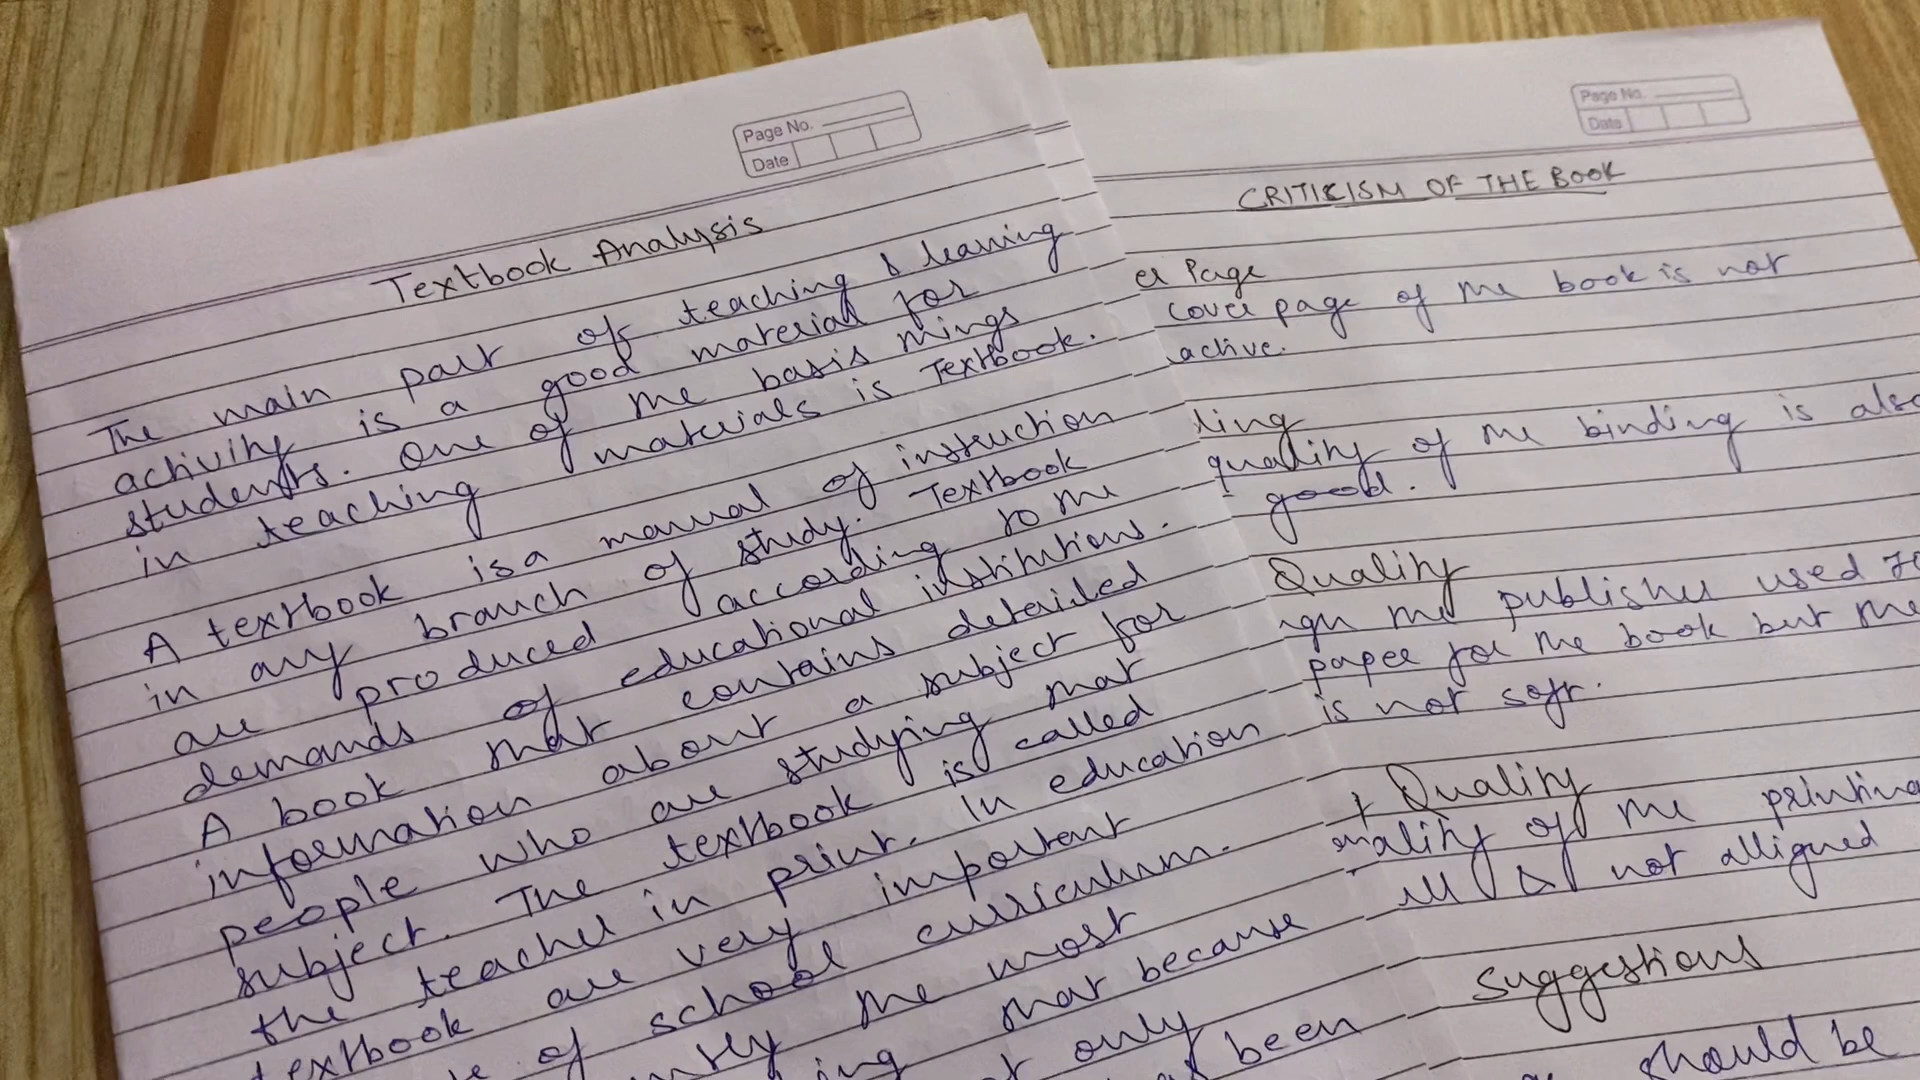 Page No.
Date
Textbook Analysis
The main part of teaching & learning
activity is a good material for
students. One of the basis things
in teaching materials is Textbook.
A textbook is a manual of instruction
in any branch of study. Textbook
are produced according to the
demands of educational institutions.
A book that contains detailed
information about a subject for
people who are studying that
subject. The textbook is called
the teacher in print. In education
textbook are very important
of school curriculum.
the most
that because
only
been
Page No.
Date
CRITICISM OF THE BOOK
er Page
cover page of the book is not
active.
ding
quality of the binding is also
good.
Quality
ugh the publisher used 70
paper for the book but the
is not soft.
t Quality
quality of the printing
is not alligned
Suggestions
should be